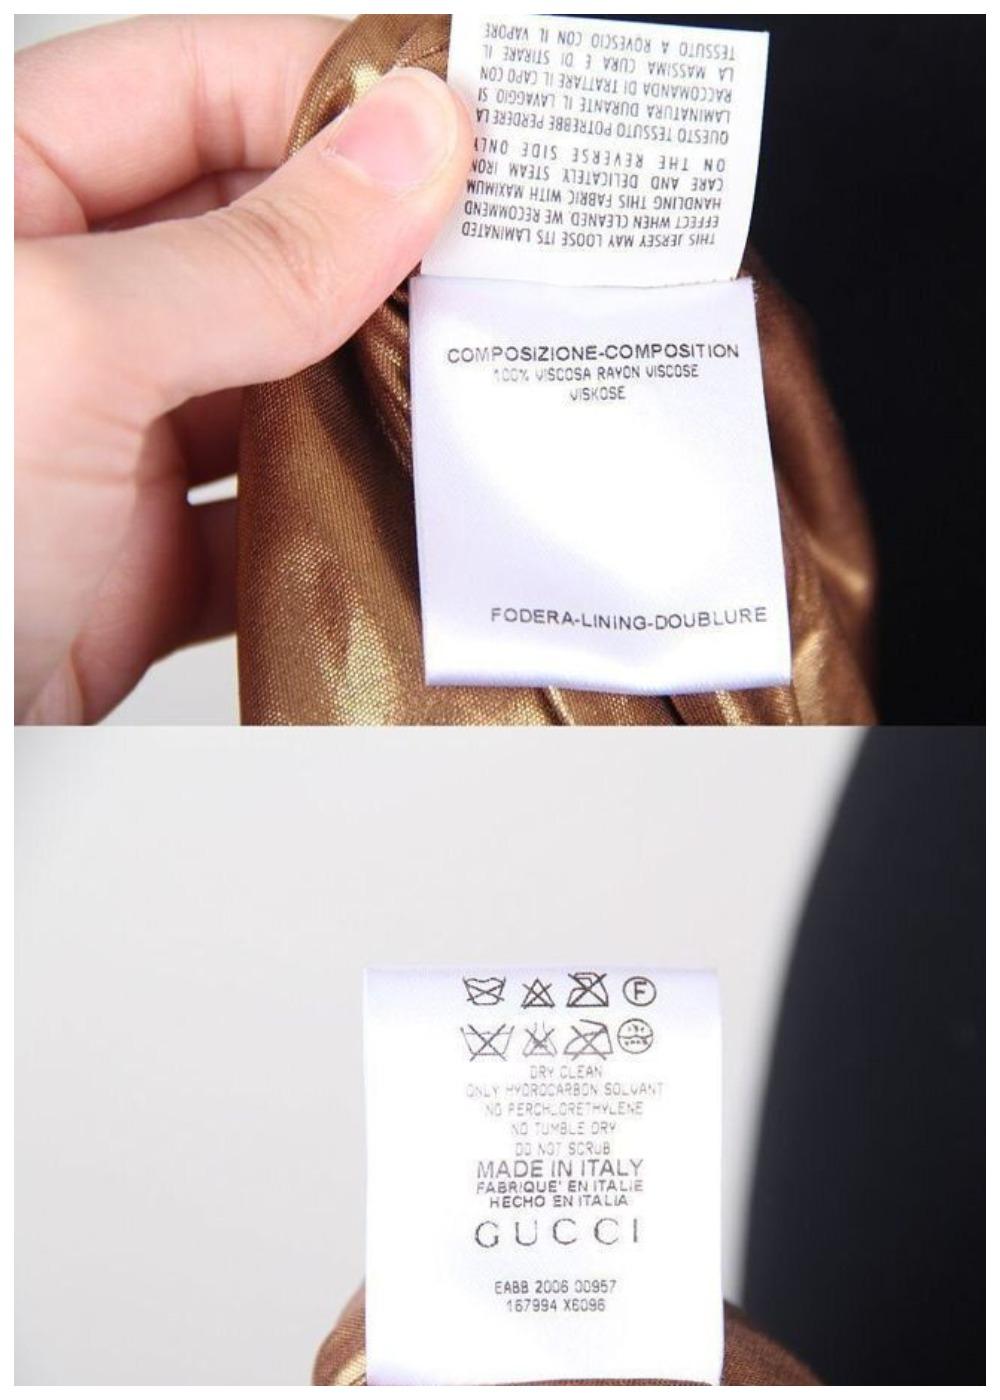 THIS JERSEY MAY LOOSE ITS LAMINATED
EFFECT WHEN CLEANED. WE RECOMMEND
HANDLING THIS FABRIC WITH MAXIMUM
CARE AND DELICATELY STEAM IRON
ON THE REVERSE SIDE ONLY
QUESTO TESSUTO POTREBBE PERDERE LA
LAMINATURA DURANTE IL LAVAGGIO. SI
RACCOMANDA DI TRATTARE IL CAPO CON
LA MASSIMA CURA E DI STIRARE IL
TESSUTO A ROVESCIO CON IL VAPORE
COMPOSIZIONE-COMPOSITION
100% VISCOSA RAYON VISCOSE
VISKOSE
FODERA-LINING-DOUBLURE
F
DRY CLEAN
ONLY HYDROCARBON SOLVANT
NO PERCHLORETHYLENE
NO TUMBLE DRY
DO NOT SCRUB
MADE IN ITALY
FABRIQUE' EN ITALIE
HECHO EN ITALIA
GUCCI
EABB 2006 00957
167994 X6096